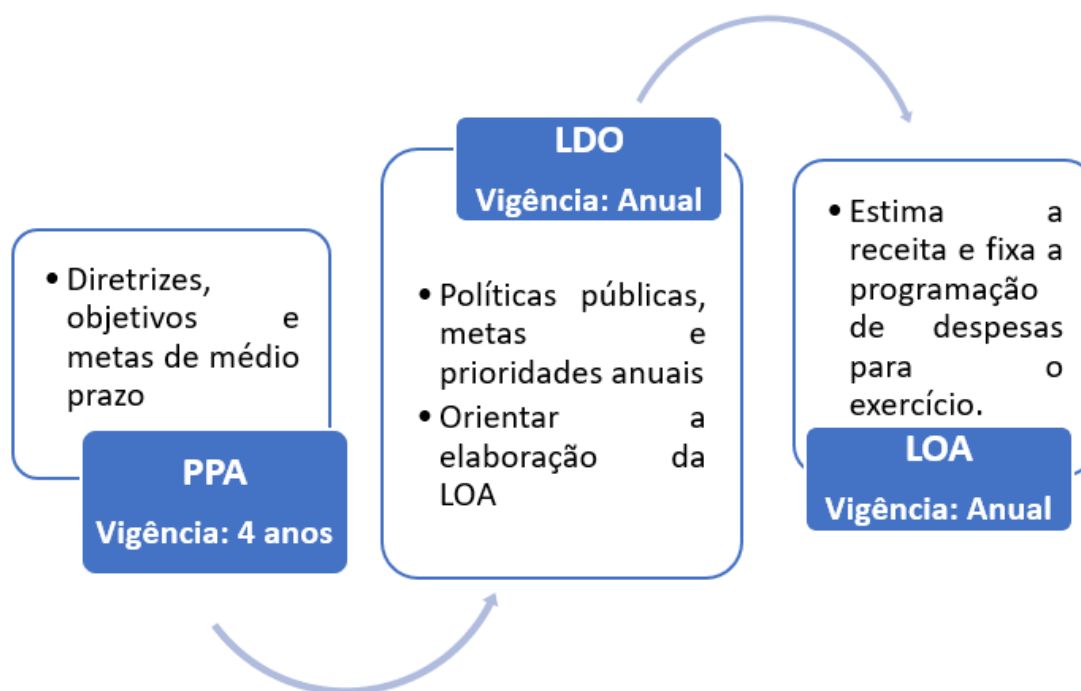 • Diretrizes,
objetivos e
metas de médio
prazo
PPA
Vigência: 4 anos
LDO
Vigência: Anual
• Políticas públicas,
metas e
prioridades anuais
• Orientar a
elaboração da
LOA
• Estima a
receita e fixa a
programação
de despesas
para o
exercício.
LOA
Vigência: Anual